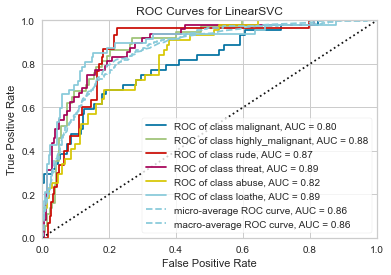 ROC Curves for LinearSVC
True Positive Rate
1.0
0.8
0.6
0.4
0.2
0.0
ROC of class malignant, AUC = 0.80
ROC of class highly_malignant, AUC = 0.88
ROC of class rude, AUC = 0.87
ROC of class threat, AUC = 0.89
ROC of class abuse, AUC = 0.82
ROC of class loathe, AUC = 0.89
micro-average ROC curve, AUC = 0.86
macro-average ROC curve, AUC = 0.86
0.0 0.2 0.4 0.6 0.8 1.0
False Positive Rate